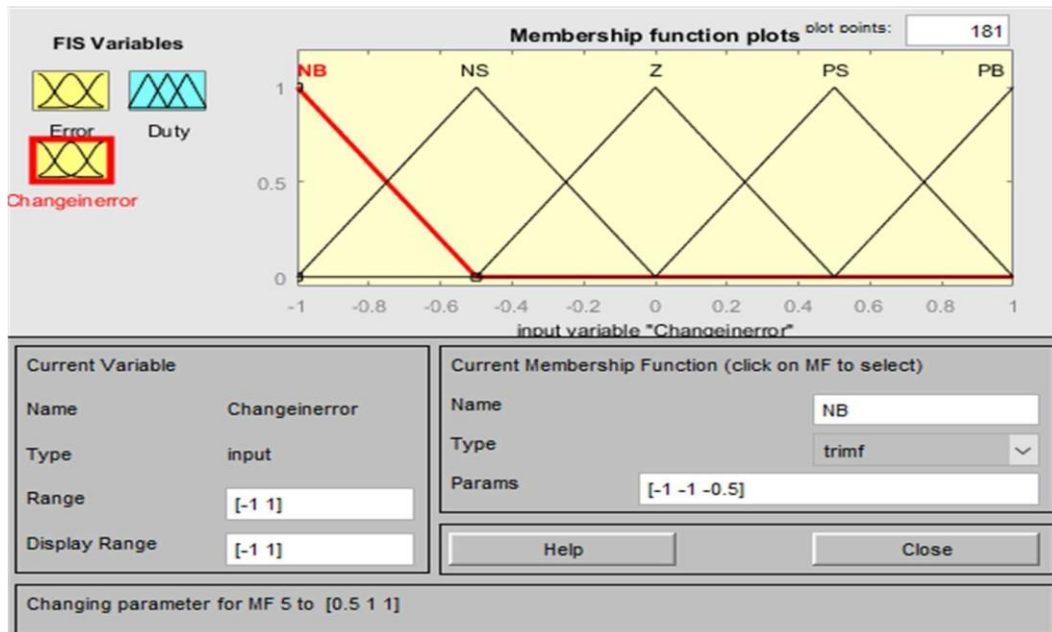 FIS Variables
Membership function plots
plot points:
181
Error
Duty
Changeinerror
NB
NS
Z
PS
PB
1
0.5
0
-1
-0.8
-0.6
-0.4
-0.2
0
0.2
0.4
0.6
0.8
1
input variable "Changeinerror"
Current Variable
Name Changeinerror
Type input
Range [-1 1]
Display Range [-1 1]
Current Membership Function (click on MF to select)
Name NB
Type trimf
Params [-1 -1 -0.5]
Help
Close
Changing parameter for MF 5 to [0.5 1 1]